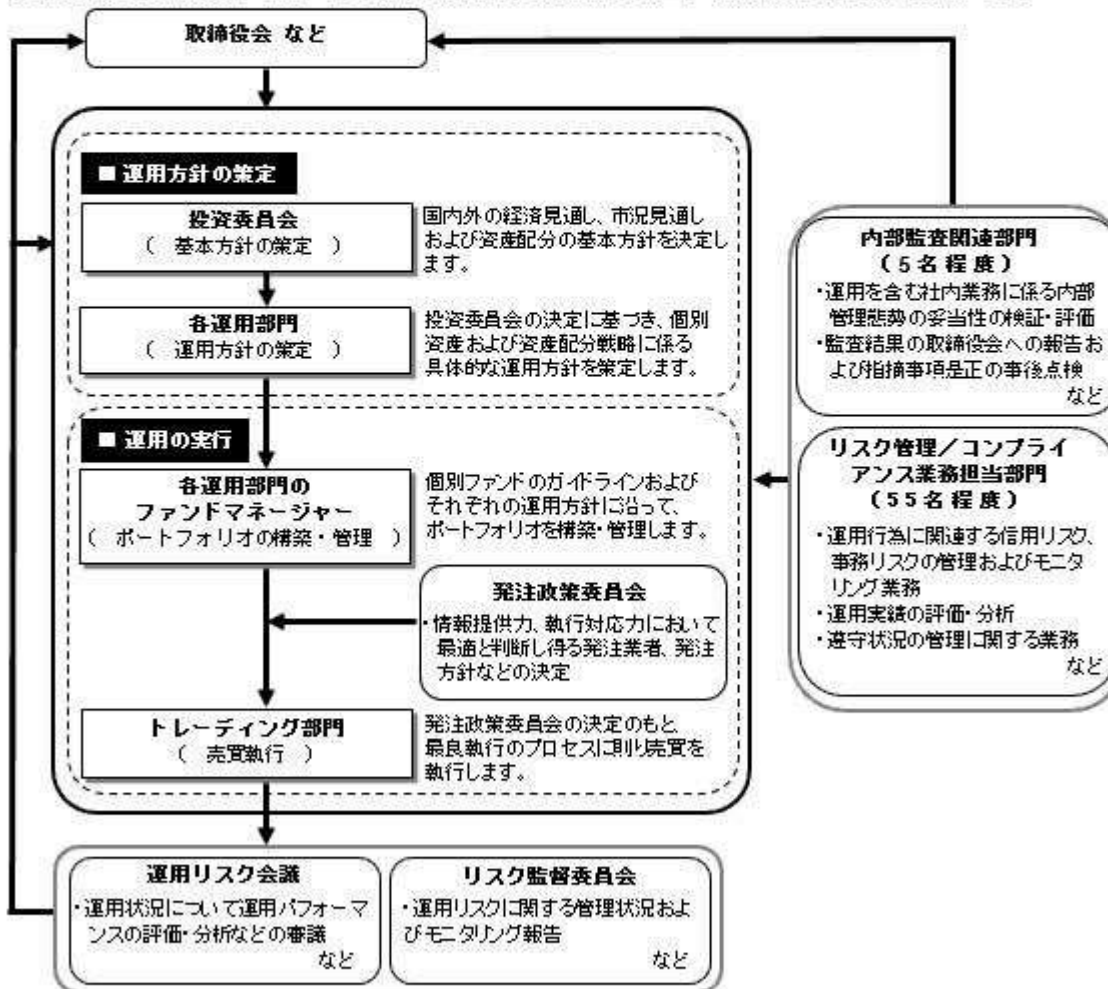 取締役会 など
■ 運用方針の策定
投資委員会
( 基本方針の策定 )
国内外の経済見通し、市況見通し
および資産配分の基本方針を決定し
ます。
各運用部門
( 運用方針の策定 )
投資委員会の決定に基づき、個別
資産および資産配分戦略に係る
具体的な運用方針を策定します。
■ 運用の実行
各運用部門の
ファンドマネージャー
( ポートフォリオの構築・管理 )
個別ファンドのガイドラインおよび
それぞれの運用方針に沿って、
ポートフォリオを構築・管理します。
発注政策委員会
・情報提供力、執行対応力において
最適と判断し得る発注業者、発注
方針などの決定
トレーディング部門
( 売買執行 )
発注政策委員会の決定のもと、
最良執行のプロセスに則り売買を
執行します。
運用リスク会議
・運用状況について運用パフォーマ
ンスの評価・分析などの審議
など
リスク監督委員会
・運用リスクに関する管理状況およ
びモニタリング報告
など
内部監査関連部門
(5名程度)
・運用を含む社内業務に係る内部
管理態勢の妥当性の検証・評価
・監査結果の取締役会への報告お
よび指摘事項是正の事後点検
など
リスク管理/コンプライ
アンス業務担当部門
(55名程度)
・運用行為に関連する信用リスク、
事務リスクの管理およびモニタ
リング業務
・運用実績の評価・分析
・遵守状況の管理に関する業務
など